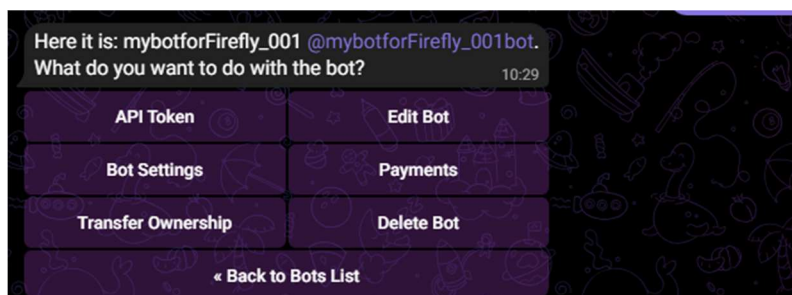 Here it is: mybotforFirefly_001 @mybotforFirefly_001bot.
What do you want to do with the bot?
10:29
API Token
Edit Bot
Bot Settings
Payments
Transfer Ownership
Delete Bot
« Back to Bots List